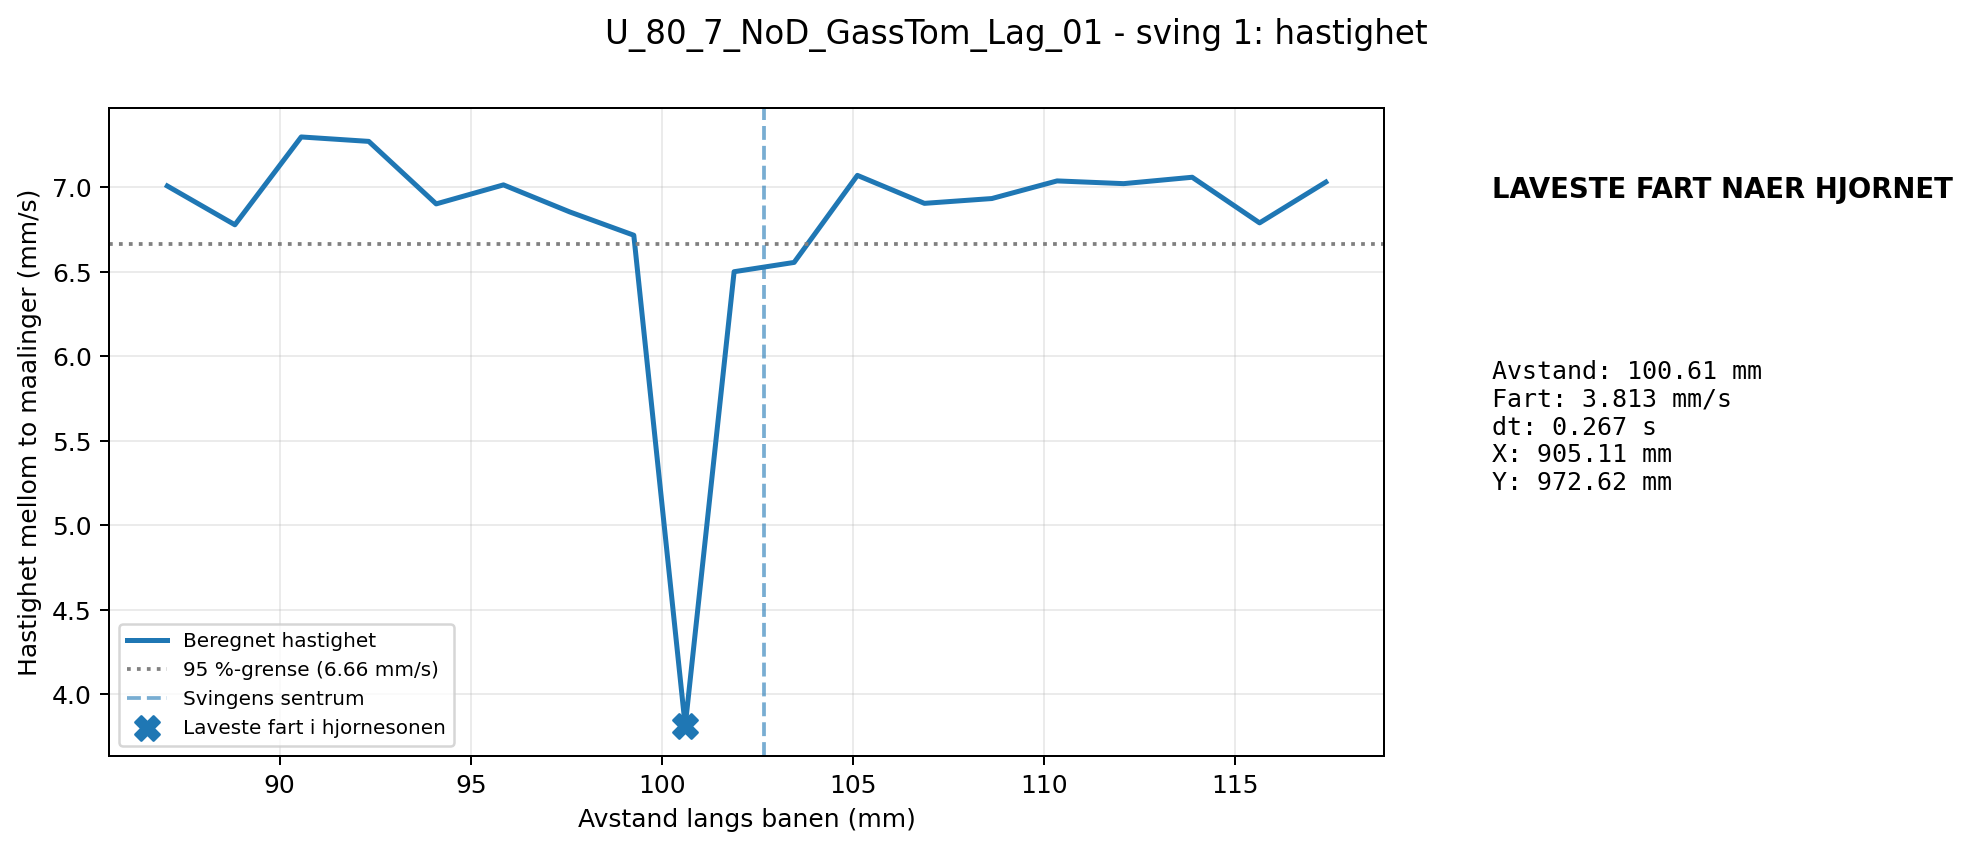 U_80_7_NoD_GassTom_Lag_01 - sving 1: hastighet
Hastighet mellom to maalinger (mm/s)
7.0
6.5
6.0
5.5
5.0
4.5
4.0
Beregnet hastighet
95 %-grense (6.66 mm/s)
Svingens sentrum
Laveste fart i hjornesonen
90
95
100
105
110
115
Avstand langs banen (mm)
LAVESTE FART NAER HJORNET
Avstand: 100.61 mm
Fart: 3.813 mm/s
dt: 0.267 s
X: 905.11 mm
Y: 972.62 mm